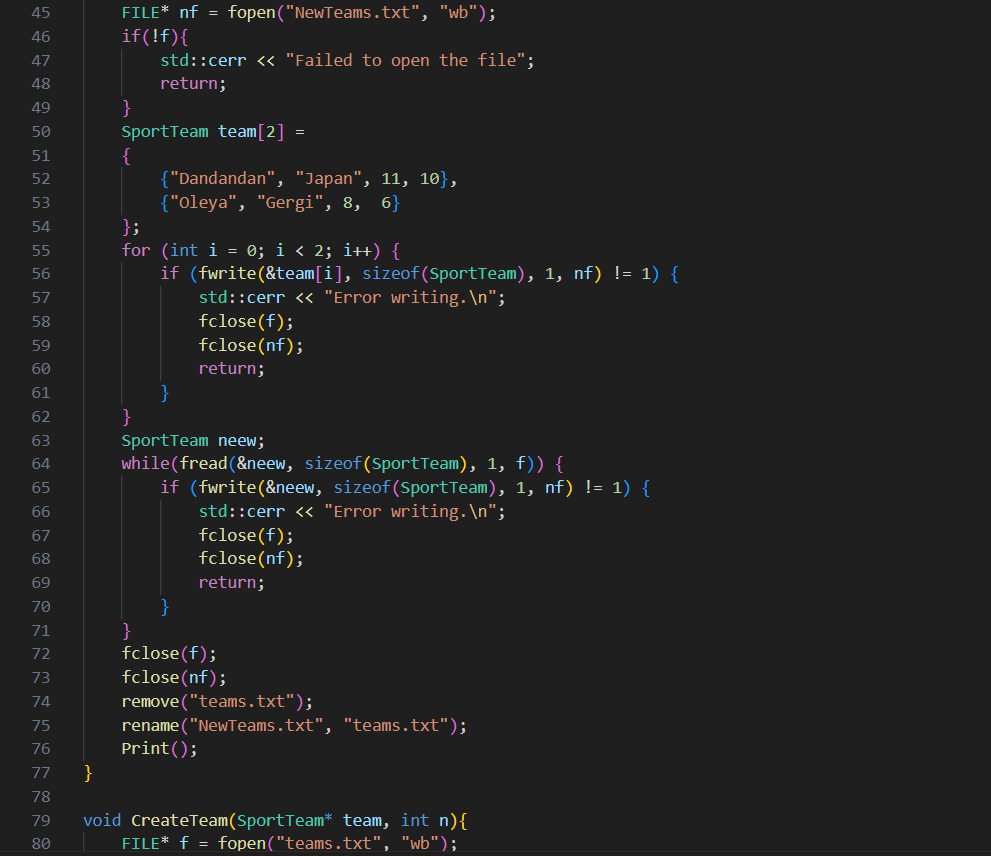 45 FILE* nf = fopen("NewTeams.txt", "wb");
46 if(!f){
47 std::cerr << "Failed to open the file";
48 return;
49 }
50 SportTeam team[2] =
51 {
52 {"Dandandan", "Japan", 11, 10},
53 {"Oleya", "Gergi", 8,  6}
54 };
55 for (int i = 0; i < 2; i++) {
56 if (fwrite(&team[i], sizeof(SportTeam), 1, nf) != 1) {
57 std::cerr << "Error writing.\n";
58 fclose(f);
59 fclose(nf);
60 return;
61 }
62 }
63 SportTeam neew;
64 while(fread(&neew, sizeof(SportTeam), 1, f)) {
65 if (fwrite(&neew, sizeof(SportTeam), 1, nf) != 1) {
66 std::cerr << "Error writing.\n";
67 fclose(f);
68 fclose(nf);
69 return;
70 }
71 }
72 fclose(f);
73 fclose(nf);
74 remove("teams.txt");
75 rename("NewTeams.txt", "teams.txt");
76 Print();
77 }
78
79 void CreateTeam(SportTeam* team, int n){
80 FILE* f = fopen("teams.txt", "wb");